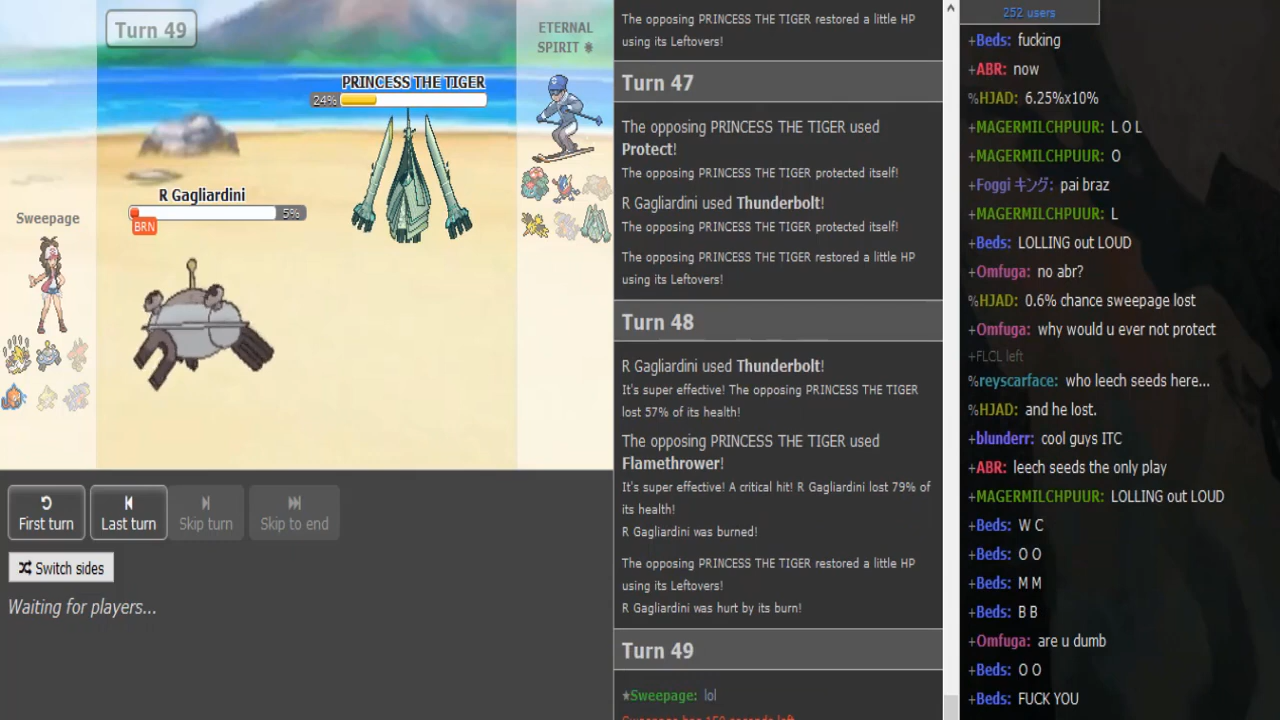 Turn 49
ETERNAL
SPIRIT ✱
PRINCESS THE TIGER
24%
R Gagliardini
5%
BRN
Sweepage
First turn
Last turn
Skip turn
Skip to end
Switch sides
Waiting for players...
The opposing PRINCESS THE TIGER restored a little HP
using its Leftovers!
Turn 47
The opposing PRINCESS THE TIGER used
Protect!
The opposing PRINCESS THE TIGER protected itself!
R Gagliardini used Thunderbolt!
The opposing PRINCESS THE TIGER protected itself!
The opposing PRINCESS THE TIGER restored a little HP
using its Leftovers!
Turn 48
R Gagliardini used Thunderbolt!
It's super effective! The opposing PRINCESS THE TIGER
lost 57% of its health!
The opposing PRINCESS THE TIGER used
Flamethrower!
It's super effective! A critical hit! R Gagliardini lost 79% of
its health!
R Gagliardini was burned!
The opposing PRINCESS THE TIGER restored a little HP
using its Leftovers!
R Gagliardini was hurt by its burn!
Turn 49
★Sweepage: lol
Sweepage has 150 seconds left
252 users
+Beds: fucking
+ABR: now
%HJAD: 6.25%x10%
+MAGERMILCHPUUR: L O L
+MAGERMILCHPUUR: O
+Foggi キング: pai braz
+MAGERMILCHPUUR: L
+Beds: LOLLING out LOUD
+Omfuga: no abr?
%HJAD: 0.6% chance sweepage lost
+Omfuga: why would u ever not protect
+FLCL left
%reyscarface: who leech seeds here...
%HJAD: and he lost.
+blunderr: cool guys ITC
+ABR: leech seeds the only play
+MAGERMILCHPUUR: LOLLING out LOUD
+Beds: W C
+Beds: O O
+Beds: M M
+Beds: B B
+Omfuga: are u dumb
+Beds: O O
+Beds: FUCK YOU